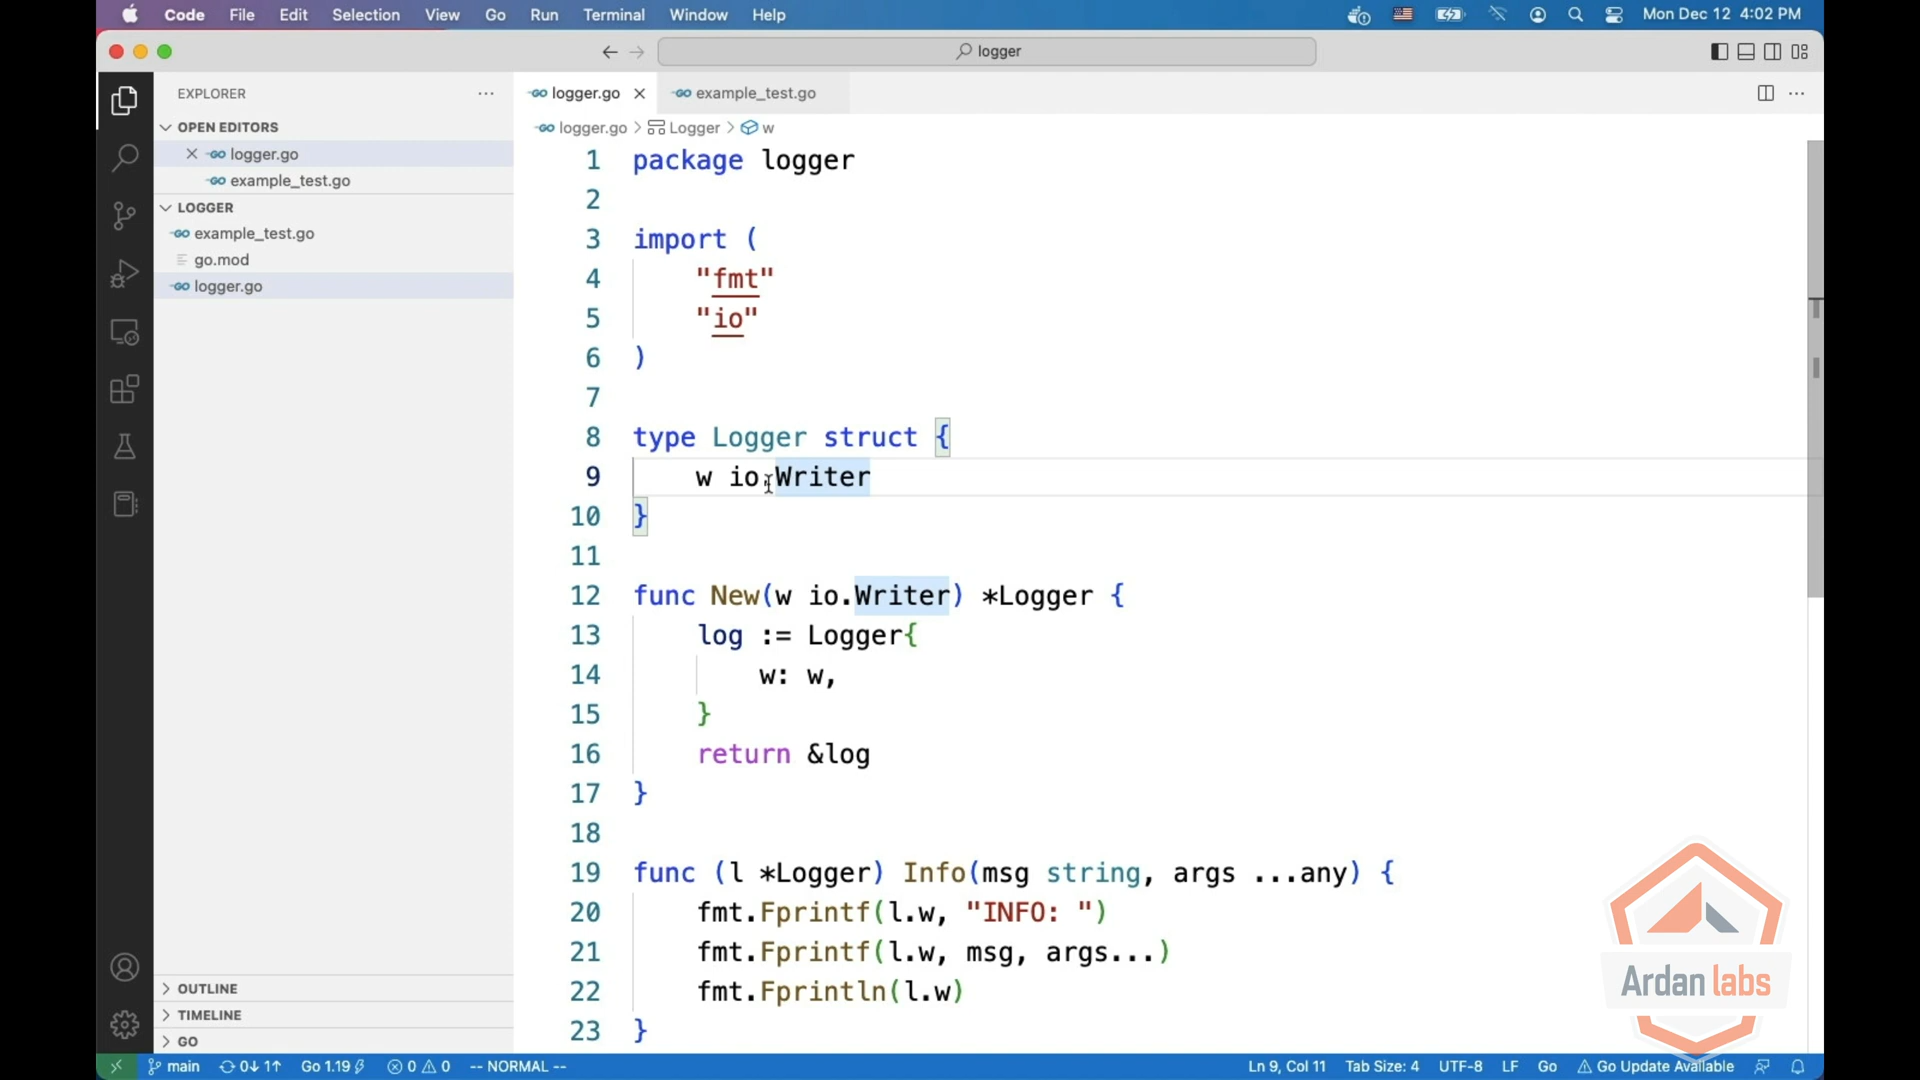 Code File Edit Selection View Go Run Terminal Window Help Mon Dec 12 4:02 PM
logger
EXPLORER
OPEN EDITORS
logger.go
example_test.go
LOGGER
example_test.go
go.mod
logger.go
OUTLINE
TIMELINE
GO
logger.go example_test.go
logger.go > Logger > w
1 package logger
2
3 import (
4 "fmt"
5 "io"
6 )
7
8 type Logger struct {
9 w io.Writer
10 }
11
12 func New(w io.Writer) *Logger {
13 log := Logger{
14 w: w,
15 }
16 return &log
17 }
18
19 func (l *Logger) Info(msg string, args ...any) {
20 fmt.Fprintf(l.w, "INFO: ")
21 fmt.Fprintf(l.w, msg, args...)
22 fmt.Fprintln(l.w)
23 }
Ardan labs
main 0↓ 1↑ Go 1.19 0 0 -- NORMAL -- Ln 9, Col 11 Tab Size: 4 UTF-8 LF Go Go Update Available